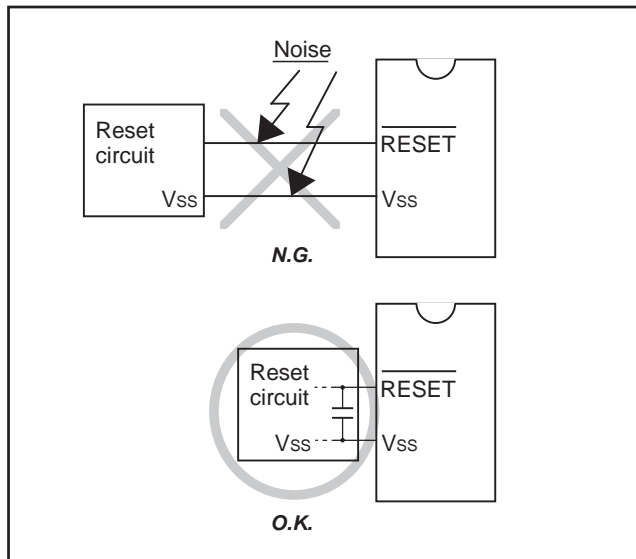 Noise
Reset
circuit
RESET
Vss
Vss
N.G.
Reset
circuit
RESET
Vss
Vss
O.K.